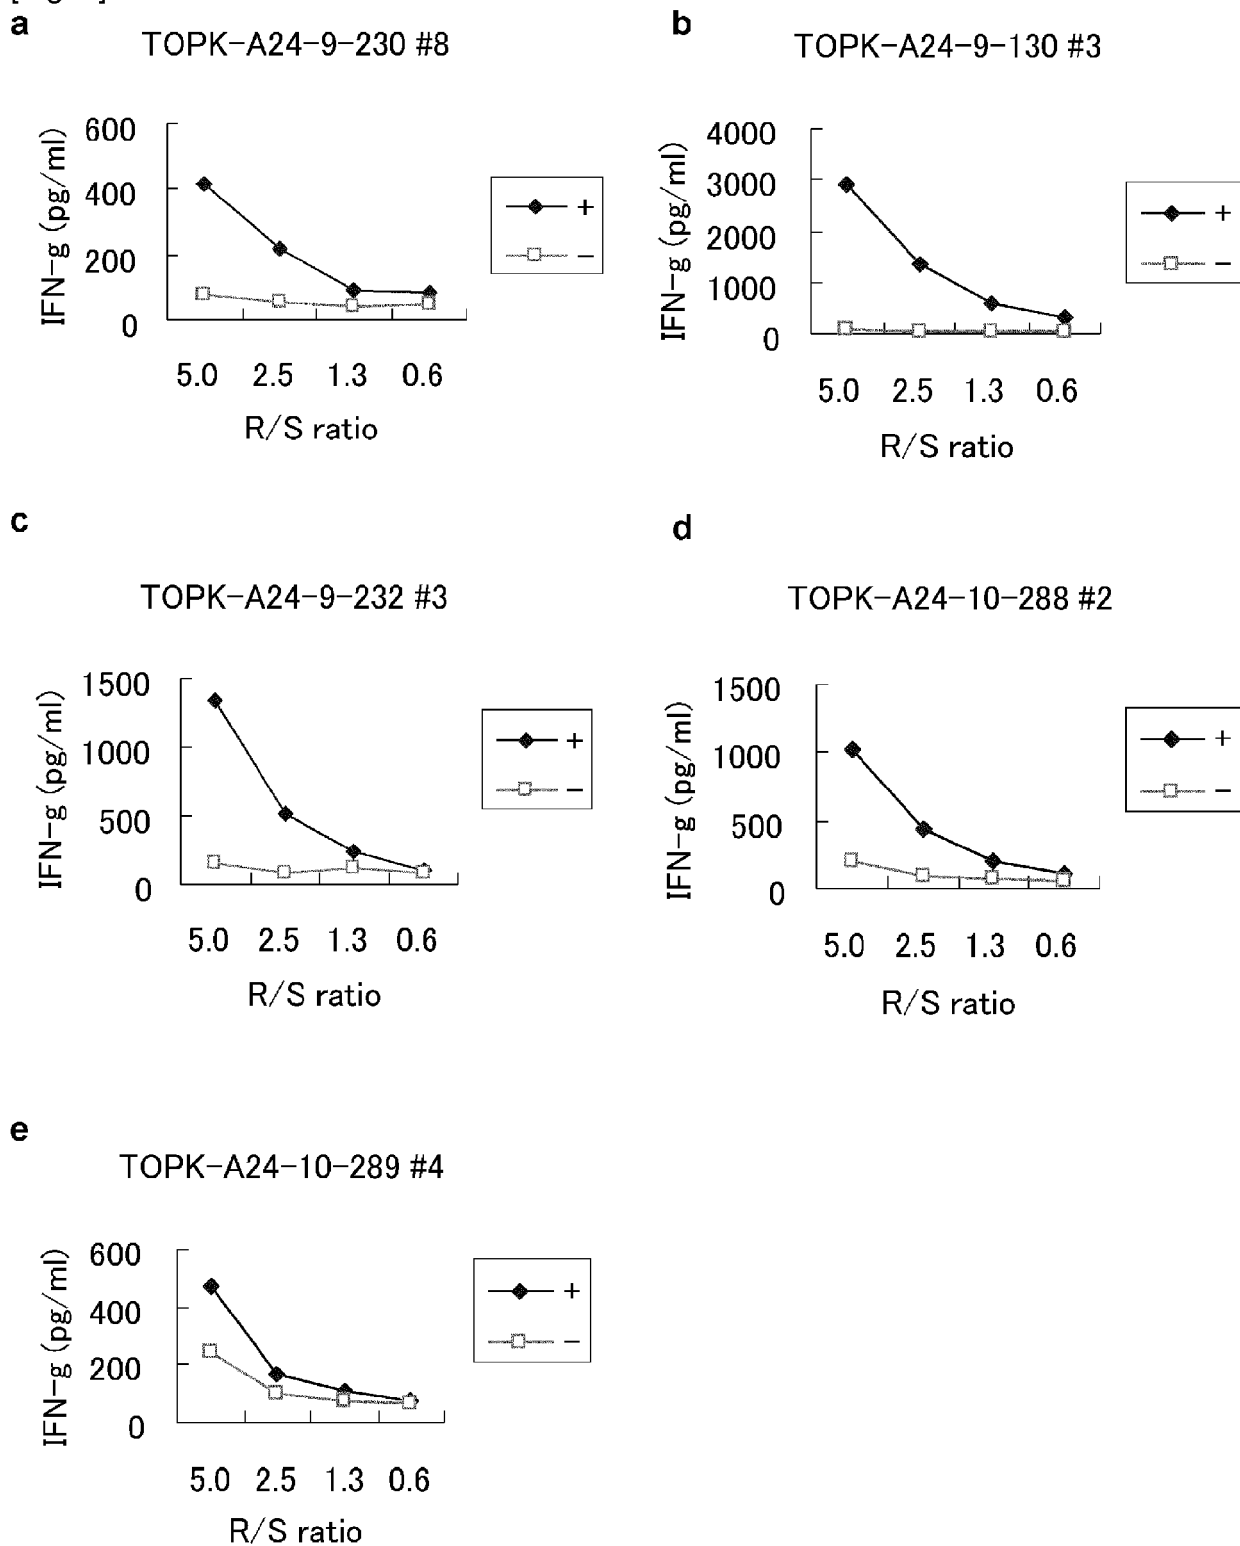 a
TOPK-A24-9-230 #8
IFN-g (pg/ml)
600
400
200
0
5.0 2.5 1.3 0.6
R/S ratio
+
−
b
TOPK-A24-9-130 #3
IFN-g (pg/ml)
4000
3000
2000
1000
0
5.0 2.5 1.3 0.6
R/S ratio
+
−
c
TOPK-A24-9-232 #3
IFN-g (pg/ml)
1500
1000
500
0
5.0 2.5 1.3 0.6
R/S ratio
+
−
d
TOPK-A24-10-288 #2
IFN-g (pg/ml)
1500
1000
500
0
5.0 2.5 1.3 0.6
R/S ratio
+
−
e
TOPK-A24-10-289 #4
IFN-g (pg/ml)
600
400
200
0
5.0 2.5 1.3 0.6
R/S ratio
+
−